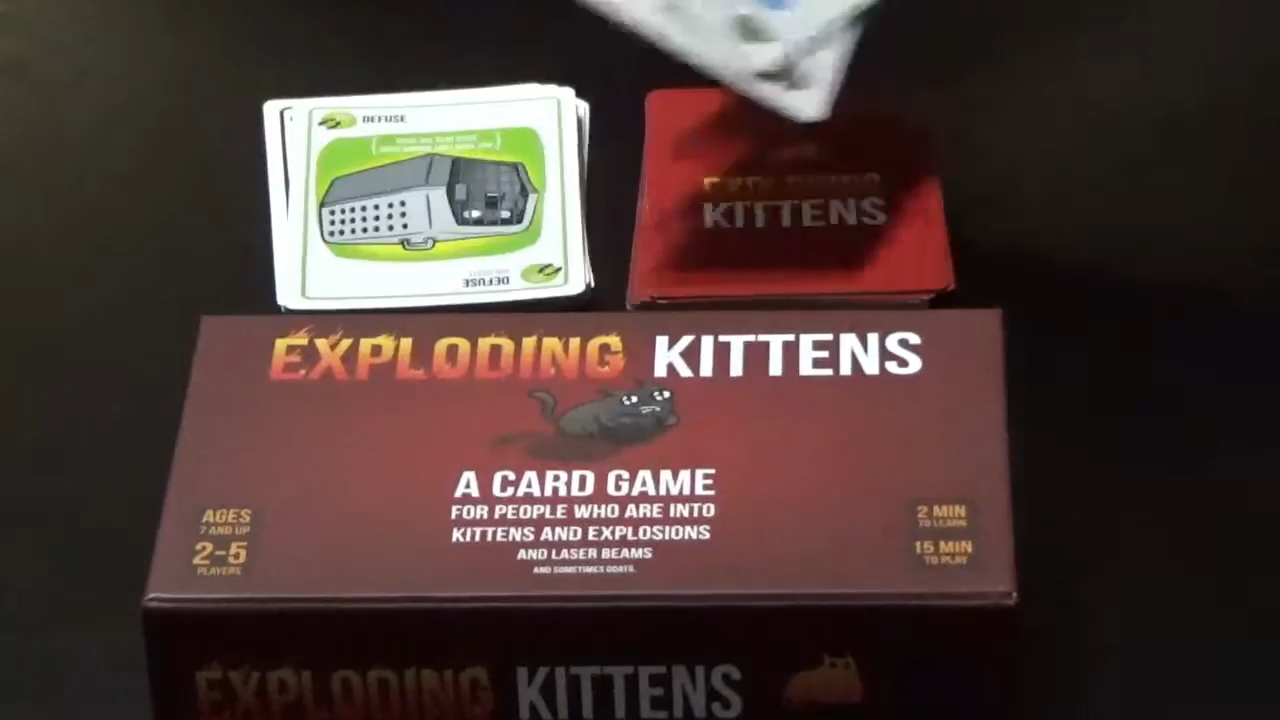 DEFUSE
DEFUSE
EXPLODING
KITTENS
EXPLODING KITTENS
A CARD GAME
FOR PEOPLE WHO ARE INTO
KITTENS AND EXPLOSIONS
AND LASER BEAMS
AND SOMETIMES GOATS.
AGES
7 AND UP
2-5
PLAYERS
2 MIN
TO LEARN
15 MIN
TO PLAY
EXPLODING KITTENS